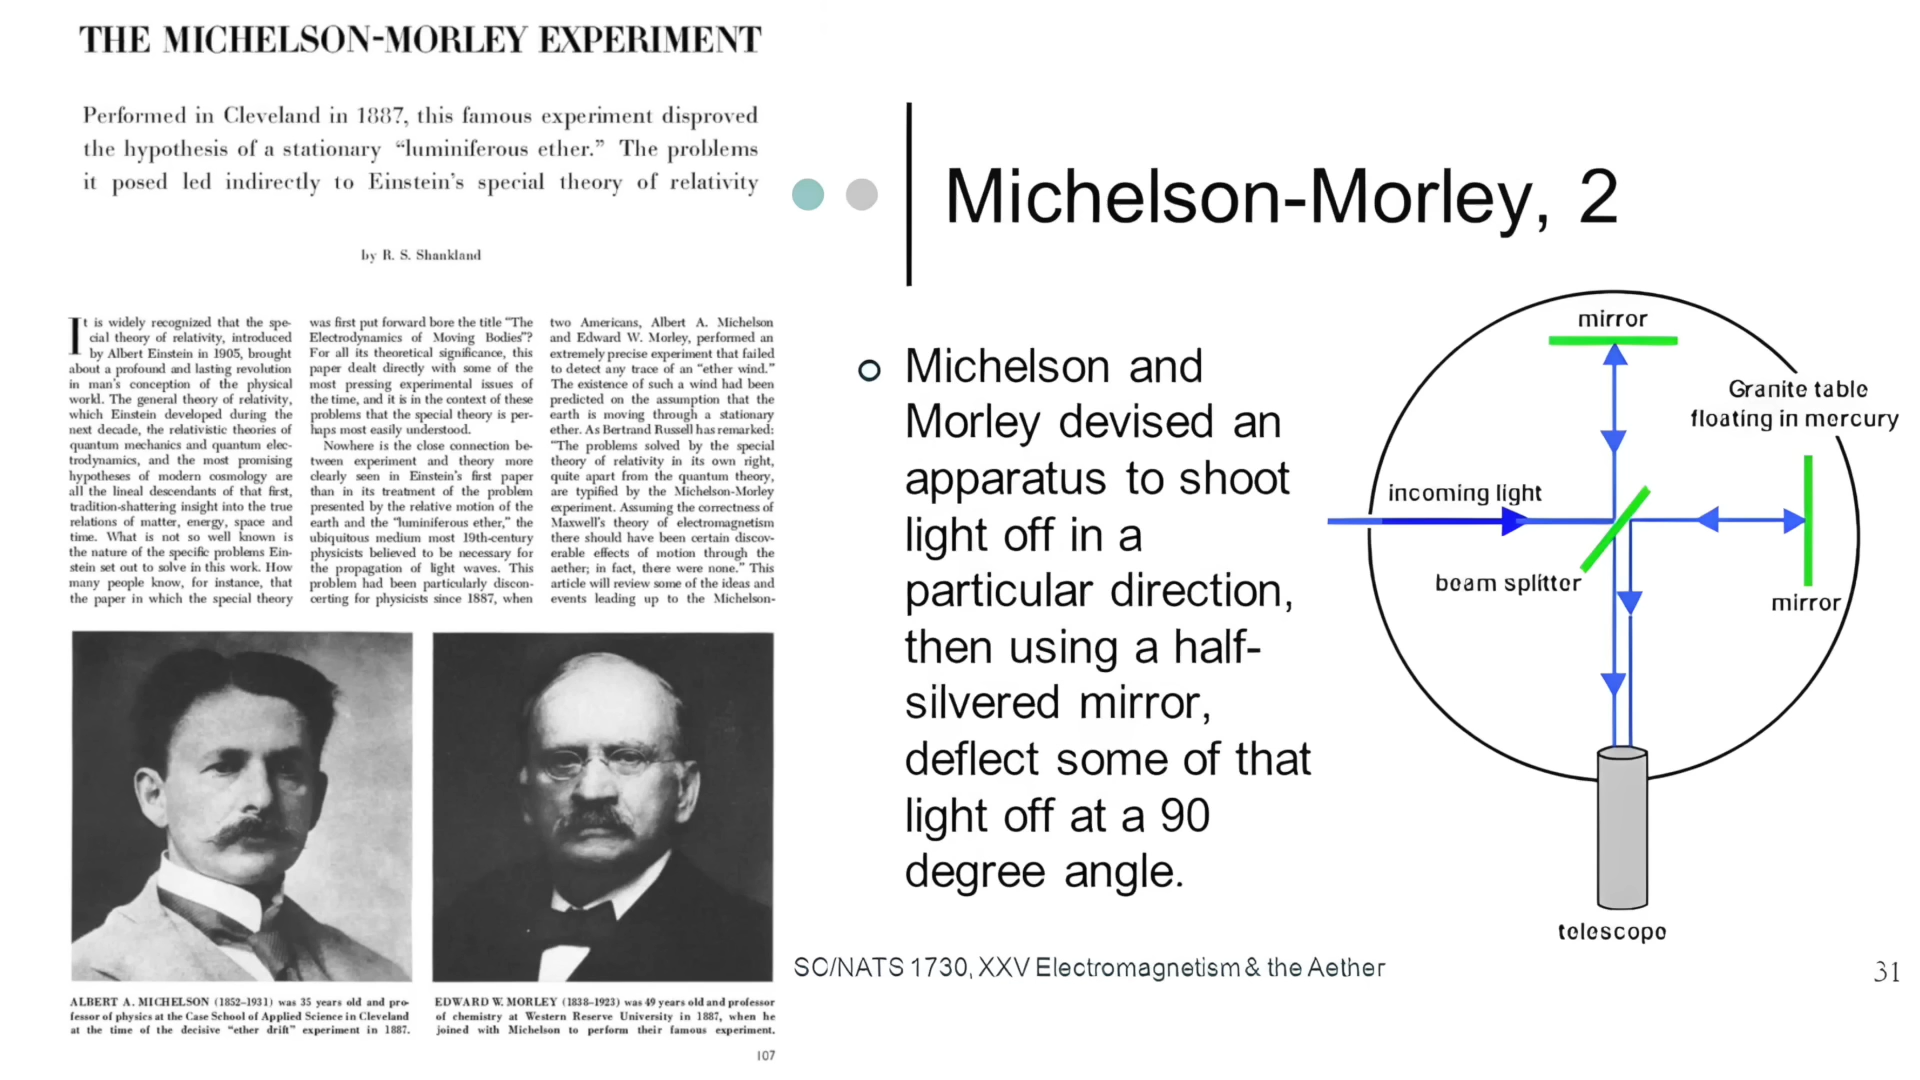 THE MICHELSON-MORLEY EXPERIMENT
Performed in Cleveland in 1887, this famous experiment disproved
the hypothesis of a stationary “luminiferous ether.” The problems
it posed led indirectly to Einstein’s special theory of relativity
by R. S. Shankland
It is widely recognized that the spe-
cial theory of relativity, introduced
by Albert Einstein in 1905, brought
about a profound and lasting revolution
in man’s conception of the physical
world. The general theory of relativity,
which Einstein developed during the
next decade, the relativistic theories of
quantum mechanics and quantum elec-
trodynamics, and the most promising
hypotheses of modern cosmology are
all the lineal descendants of that first,
tradition-shattering insight into the true
relations of matter, energy, space and
time. What is not so well known is
the nature of the specific problems Ein-
stein set out to solve in this work. How
many people know, for instance, that
the paper in which the special theory
was first put forward bore the title “The
Electrodynamics of Moving Bodies”?
For all its theoretical significance, this
paper dealt directly with some of the
most pressing experimental issues of
the time, and it is in the context of these
problems that the special theory is per-
haps most easily understood.
Nowhere is the close connection be-
tween experiment and theory more
clearly seen in Einstein’s first paper
than in its treatment of the problem
presented by the relative motion of the
earth and the “luminiferous ether,” the
ubiquitous medium most 19th-century
physicists believed to be necessary for
the propagation of light waves. This
problem had been particularly discon-
certing for physicists since 1887, when
two Americans, Albert A. Michelson
and Edward W. Morley, performed an
extremely precise experiment that failed
to detect any trace of an “ether wind.”
The existence of such a wind had been
predicted on the assumption that the
earth is moving through a stationary
ether. As Bertrand Russell has remarked:
“The problems solved by the special
theory of relativity in its own right,
quite apart from the quantum theory,
are typified by the Michelson-Morley
experiment. Assuming the correctness of
Maxwell’s theory of electromagnetism
there should have been certain discov-
erable effects of motion through the
aether; in fact, there were none.” This
article will review some of the ideas and
events leading up to the Michelson-
ALBERT A. MICHELSON (1852–1931) was 35 years old and pro-
fessor of physics at the Case School of Applied Science in Cleveland
at the time of the decisive “ether drift” experiment in 1887.
EDWARD W. MORLEY (1838–1923) was 49 years old and professor
of chemistry at Western Reserve University in 1887, when he
joined with Michelson to perform their famous experiment.
107
Michelson-Morley, 2
Michelson and
Morley devised an
apparatus to shoot
light off in a
particular direction,
then using a half-
silvered mirror,
deflect some of that
light off at a 90
degree angle.
mirror
Granite table
floating in mercury
incoming light
beam splitter
mirror
telescope
SC/NATS 1730, XXV Electromagnetism & the Aether
31